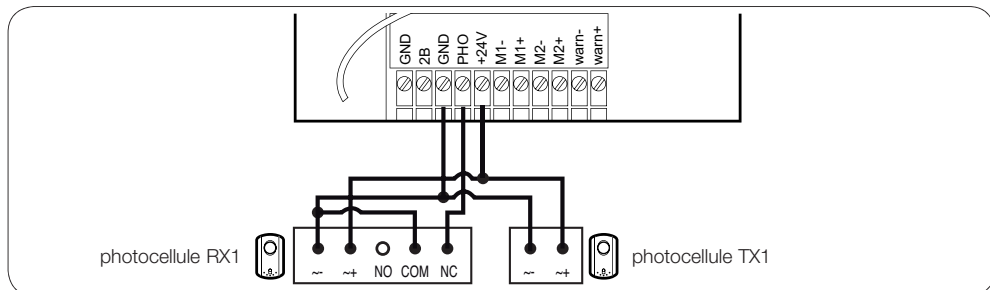 GND
2B
GND
PHO
+24V
M1-
M1+
M2-
M2+
warn-
warn+
photocellule RX1
~- ~+ NO COM NC
~- ~+
photocellule TX1